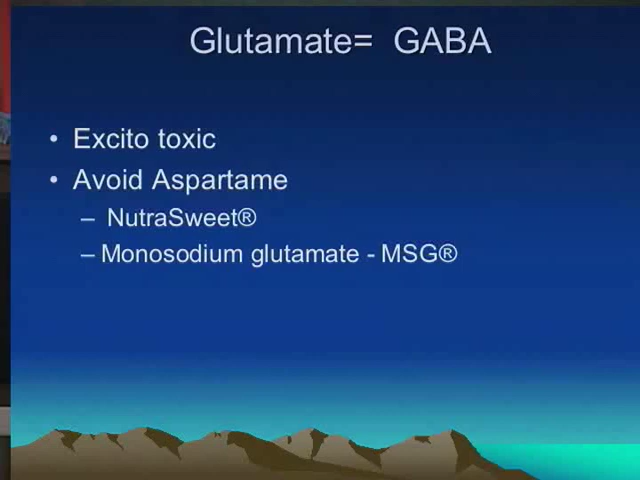 Glutamate= GABA
• Excito toxic
• Avoid Aspartame
– NutraSweet®
– Monosodium glutamate - MSG®